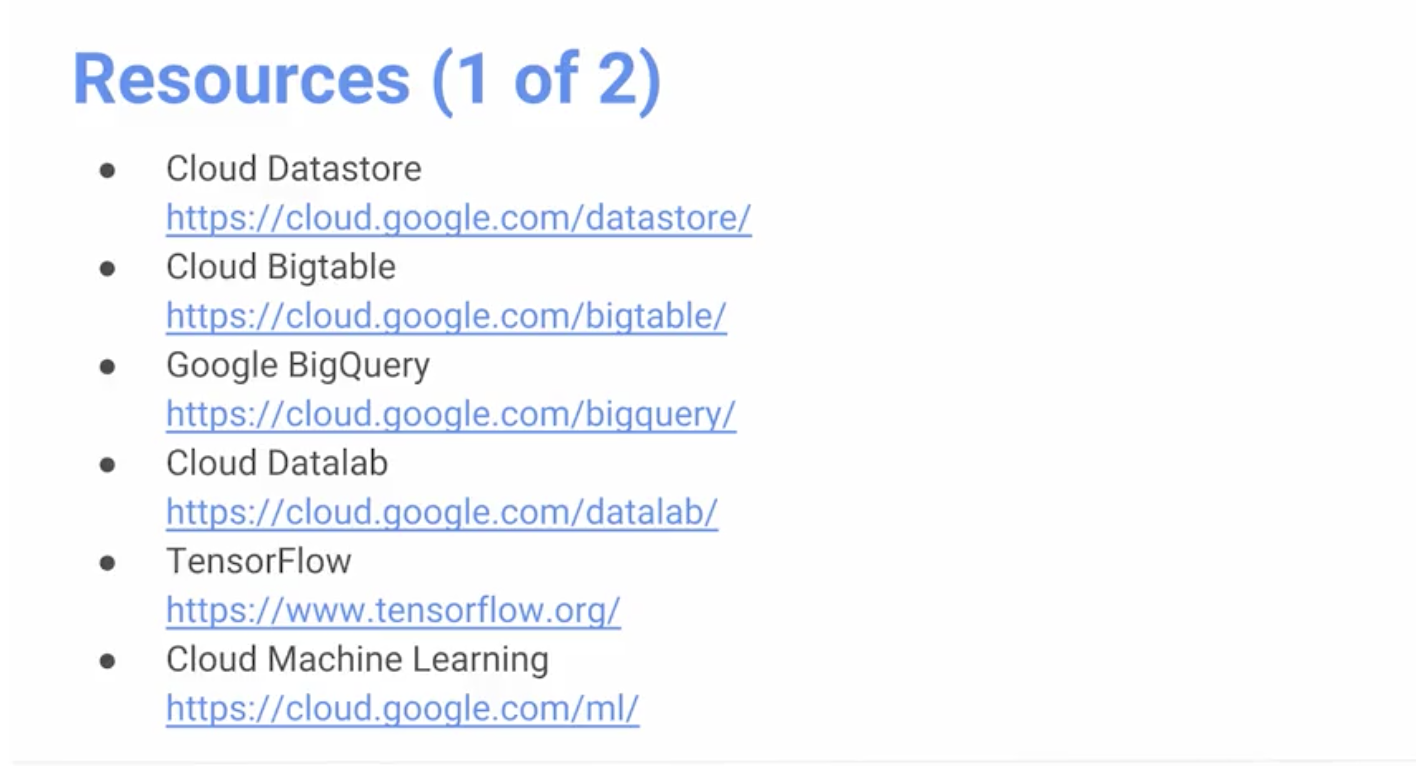 Resources (1 of 2)
● Cloud Datastore
https://cloud.google.com/datastore/
● Cloud Bigtable
https://cloud.google.com/bigtable/
● Google BigQuery
https://cloud.google.com/bigquery/
● Cloud Datalab
https://cloud.google.com/datalab/
● TensorFlow
https://www.tensorflow.org/
● Cloud Machine Learning
https://cloud.google.com/ml/